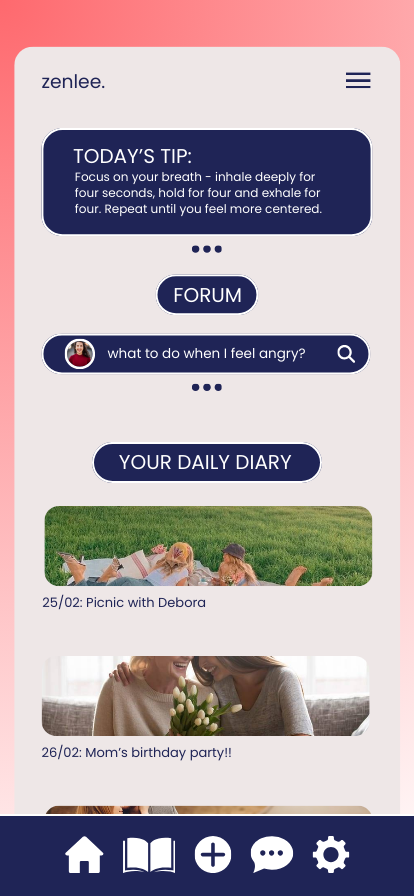 zenlee.
TODAY’S TIP:
Focus on your breath - inhale deeply for
four seconds, hold for four and exhale for
four. Repeat until you feel more centered.
FORUM
what to do when I feel angry?
YOUR DAILY DIARY
25/02: Picnic with Debora
26/02: Mom’s birthday party!!